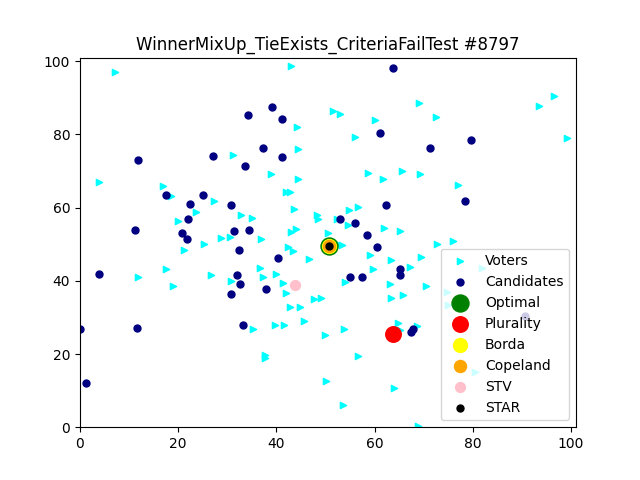 WinnerMixUp_TieExists_CriteriaFailTest #8797
100
80
60
40
20
0
0
20
40
60
80
100
Voters
Candidates
Optimal
Plurality
Borda
Copeland
STV
STAR